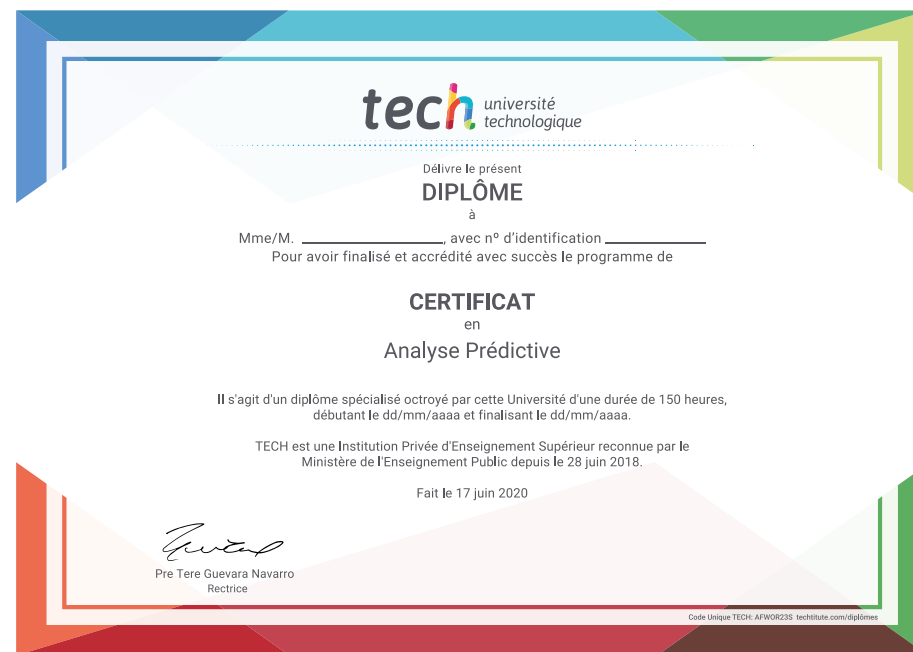 tech université
technologique
Délivre le présent
DIPLÔME
à
Mme/M. ____________________, avec nº d'identification ______________
Pour avoir finalisé et accrédité avec succès le programme de
CERTIFICAT
en
Analyse Prédictive
Il s'agit d'un diplôme spécialisé octroyé par cette Université d'une durée de 150 heures,
débutant le dd/mm/aaaa et finalisant le dd/mm/aaaa.
TECH est une Institution Privée d'Enseignement Supérieur reconnue par le
Ministère de l'Enseignement Public depuis le 28 juin 2018.
Fait le 17 juin 2020
Pre Tere Guevara Navarro
Rectrice
Code Unique TECH: AFWOR23S techtitute.com/diplômes